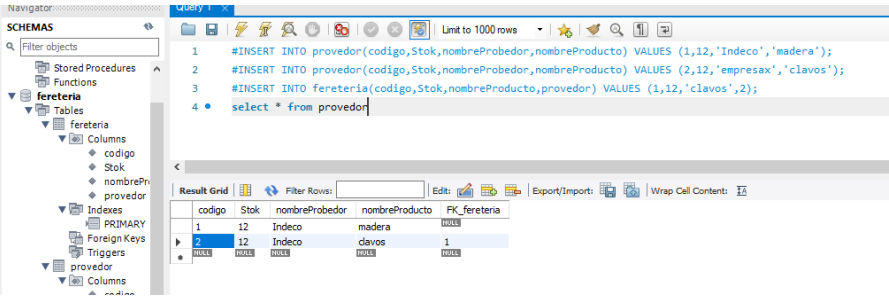 Navigator
Query 1
SCHEMAS
Filter objects
Stored Procedures
Functions
fereteria
Tables
fereteria
Columns
codigo
Stok
nombrePr
provedor
Indexes
PRIMARY
Foreign Keys
Triggers
provedor
Columns
codigo
Limit to 1000 rows
1 #INSERT INTO provedor(codigo,Stok,nombreProbedor,nombreProducto) VALUES (1,12,'Indeco','madera');
2 #INSERT INTO provedor(codigo,Stok,nombreProbedor,nombreProducto) VALUES (2,12,'empresax','clavos');
3 #INSERT INTO fereteria(codigo,Stok,nombreProducto,provedor) VALUES (1,12,'clavos',2);
4 select * from provedor
Result Grid Filter Rows: Edit: Export/Import: Wrap Cell Content:
codigo Stok nombreProbedor nombreProducto FK_fereteria
1 12 Indeco madera NULL
2 12 Indeco clavos 1
NULL NULL NULL NULL NULL